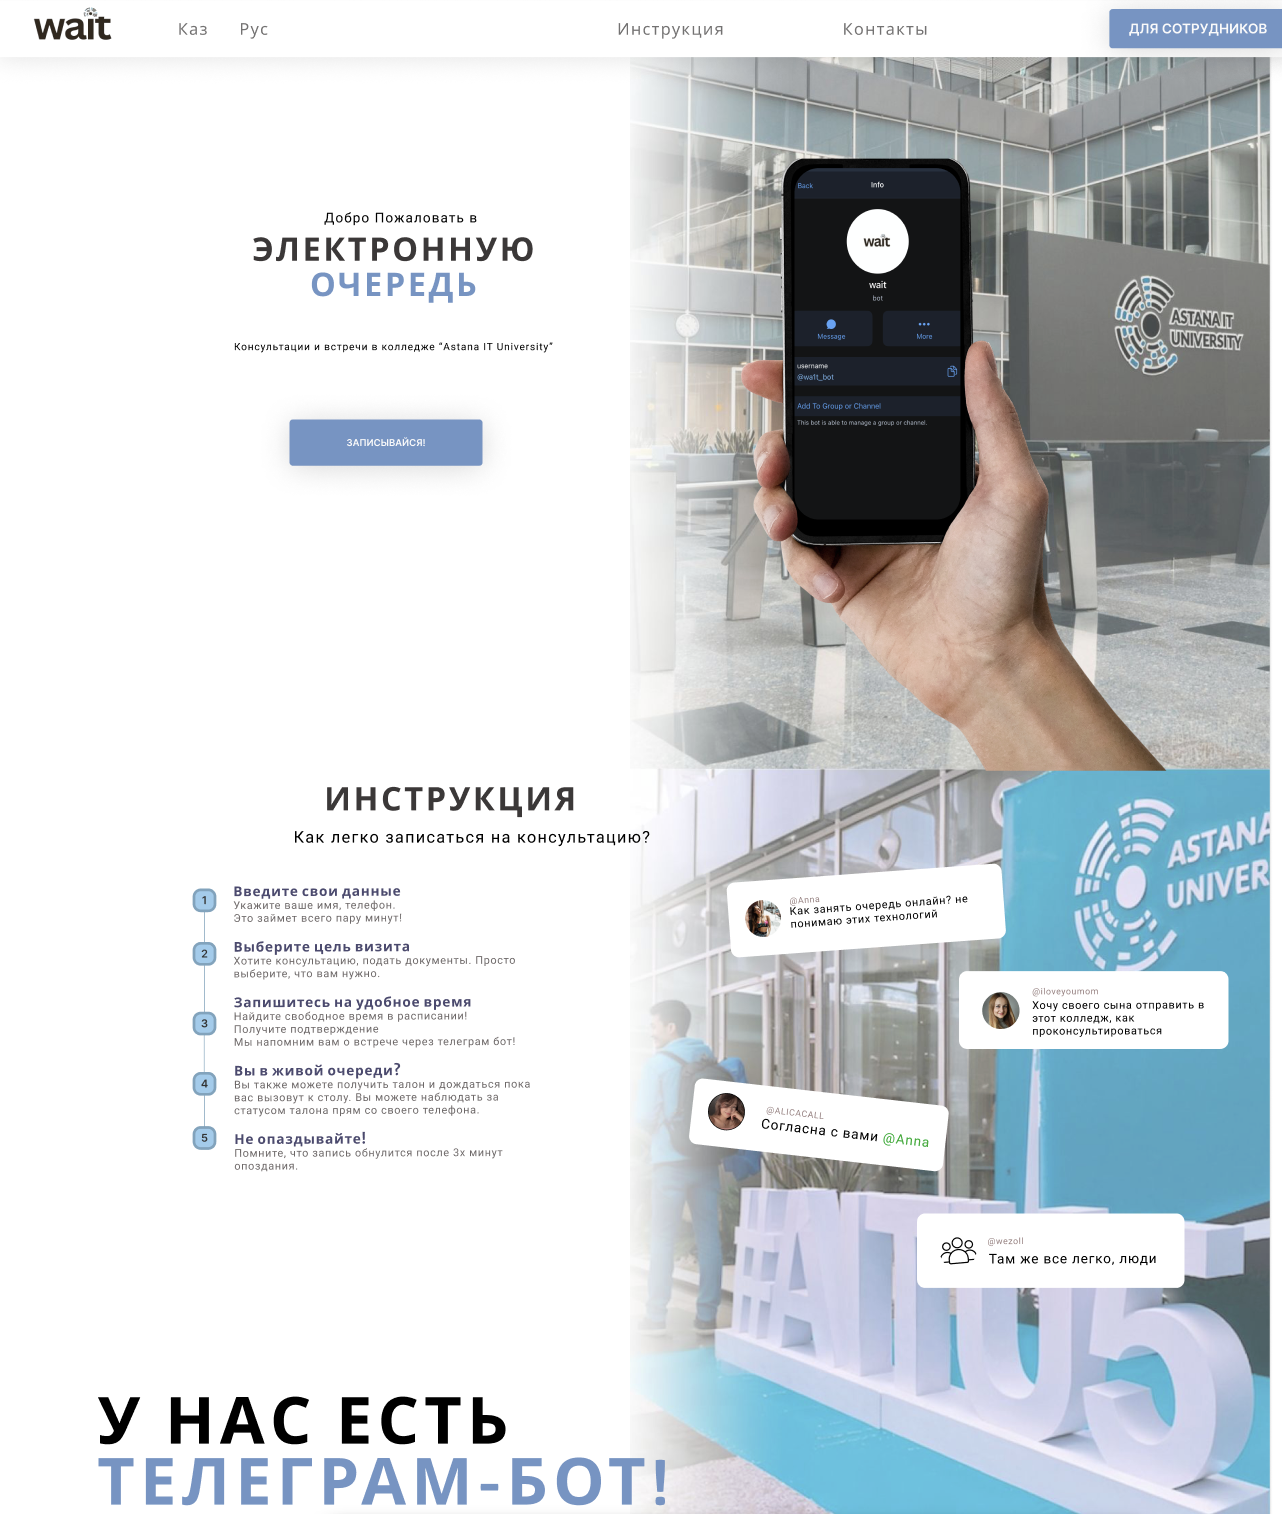 wait
Каз
Рус
Инструкция
Контакты
ДЛЯ СОТРУДНИКОВ
Добро Пожаловать в
ЭЛЕКТРОННУЮ
ОЧЕРЕДЬ
Консультации и встречи в колледже “Astana IT University”
ЗАПИСЫВАЙСЯ!
Back
Info
wait
wait
bot
Message
More
username
@wa1t_bot
Add To Group or Channel
This bot is able to manage a group or channel.
ASTANA IT
UNIVERSITY
ИНСТРУКЦИЯ
Как легко записаться на консультацию?
1
Введите свои данные
Укажите ваше имя, телефон.
Это займет всего пару минут!
2
Выберите цель визита
Хотите консультацию, подать документы. Просто
выберите, что вам нужно.
3
Запишитесь на удобное время
Найдите свободное время в расписании!
Получите подтверждение
Мы напомним вам о встрече через телеграм бот!
4
Вы в живой очереди?
Вы также можете получить талон и дождаться пока
вас вызовут к столу. Вы можете наблюдать за
статусом талона прям со своего телефона.
5
Не опаздывайте!
Помните, что запись обнулится после 3х минут
опоздания.
ASTANA
UNIVER
@Anna
Как занять очередь онлайн? не
понимаю этих технологий
@iloveyoumom
Хочу своего сына отправить в
этот колледж, как
проконсультироваться
@ALICACALL
Согласна с вами @Anna
@wezoll
Там же все легко, люди
#AITU5
У НАС ЕСТЬ
ТЕЛЕГРАМ-БОТ!